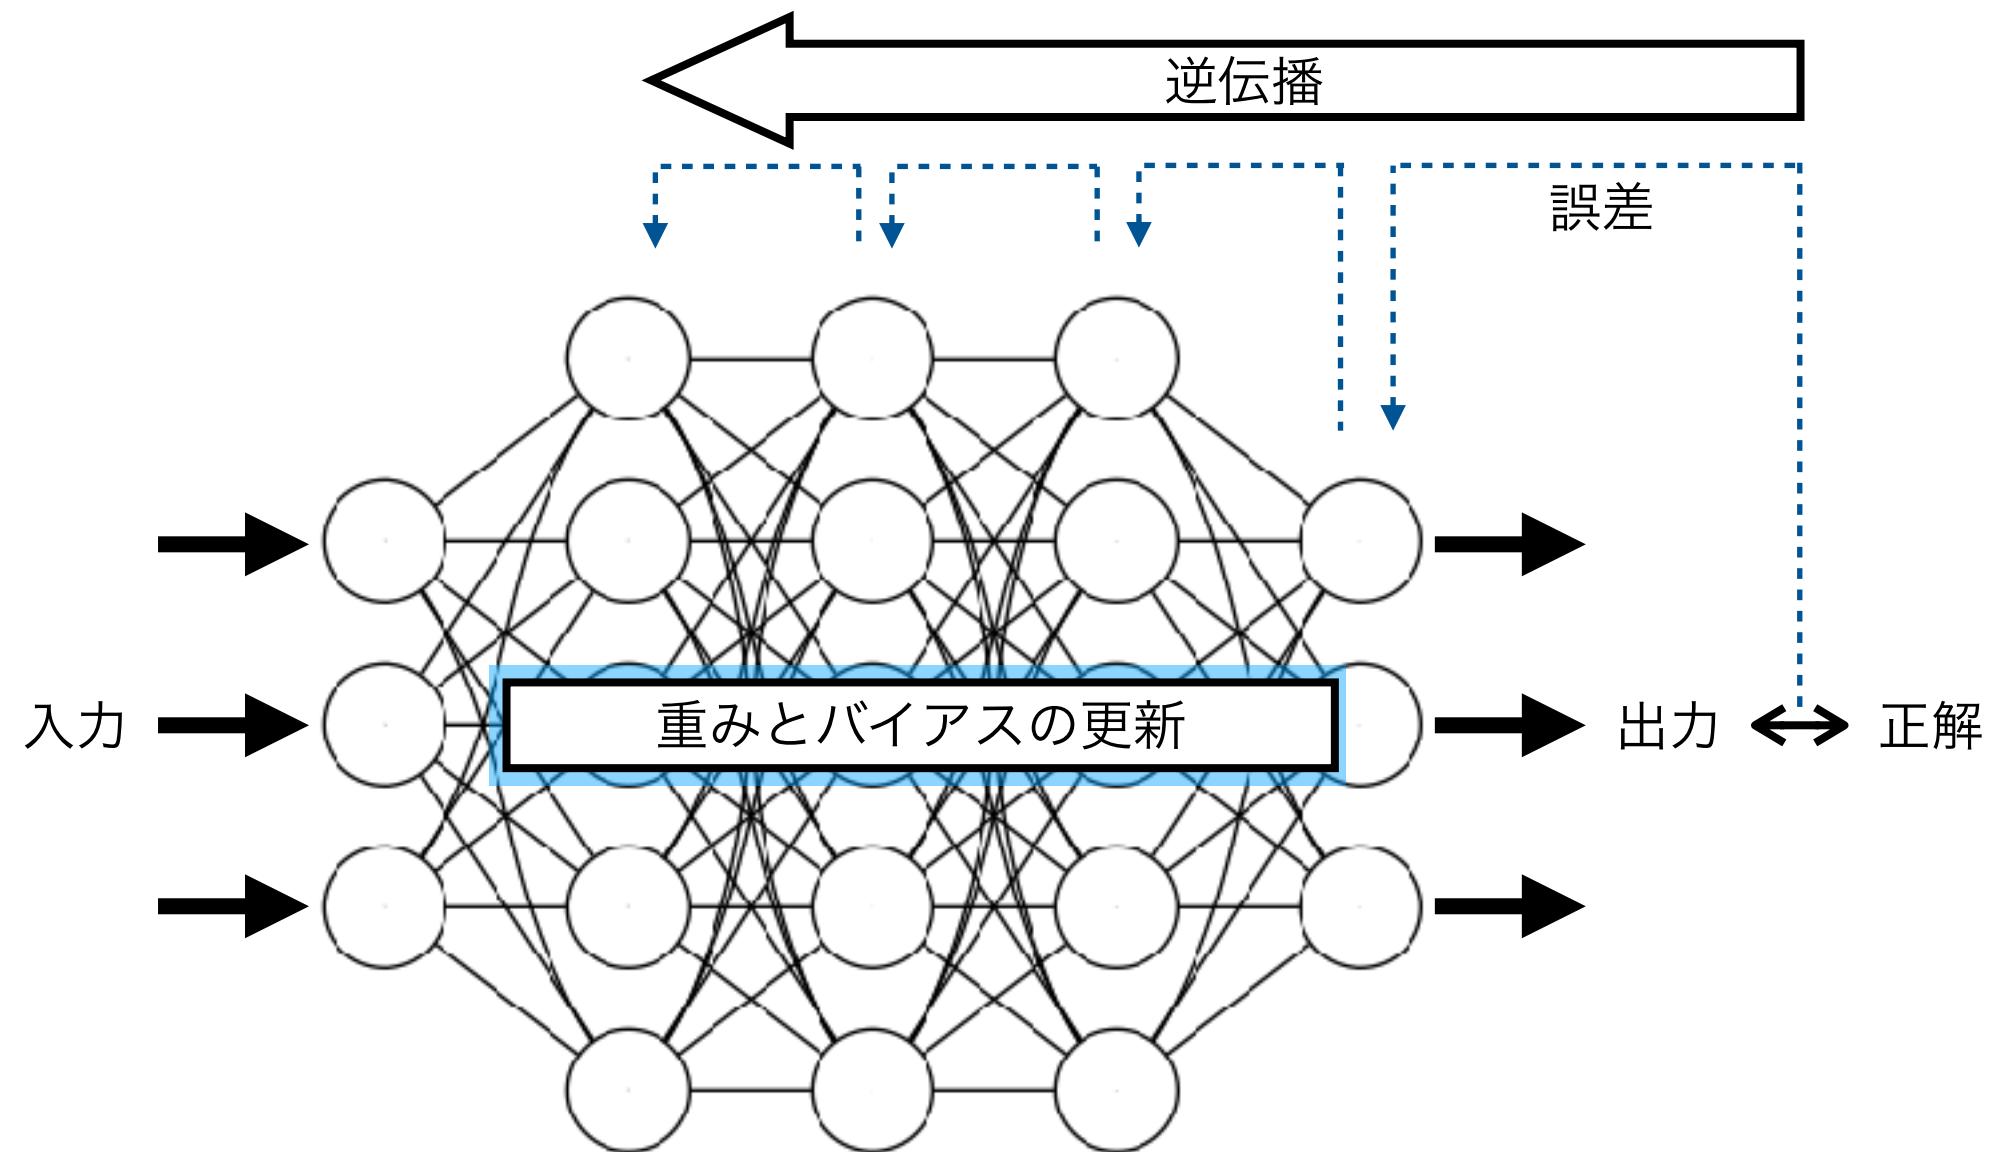 逆伝播
誤差
入力
重みとバイアスの更新
出力
正解